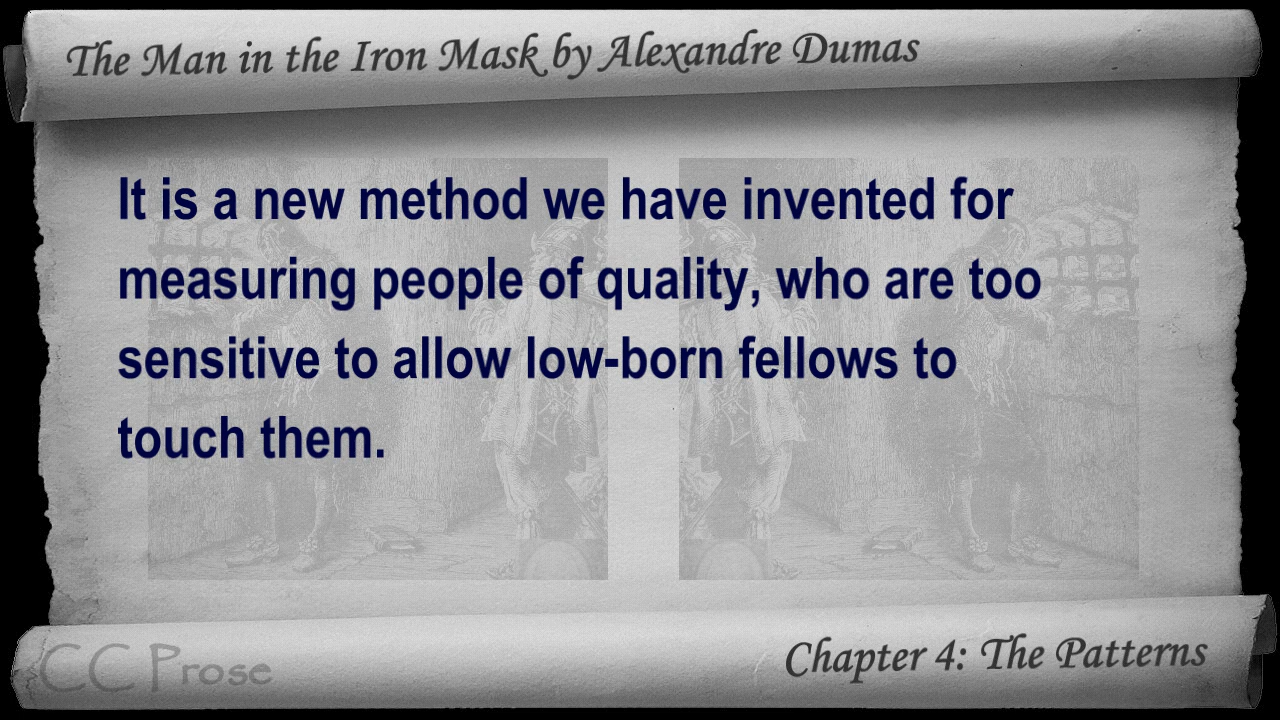 The Man in the Iron Mask by Alexandre Dumas
It is a new method we have invented for
measuring people of quality, who are too
sensitive to allow low-born fellows to
touch them.
CC Prose
Chapter 4: The Patterns